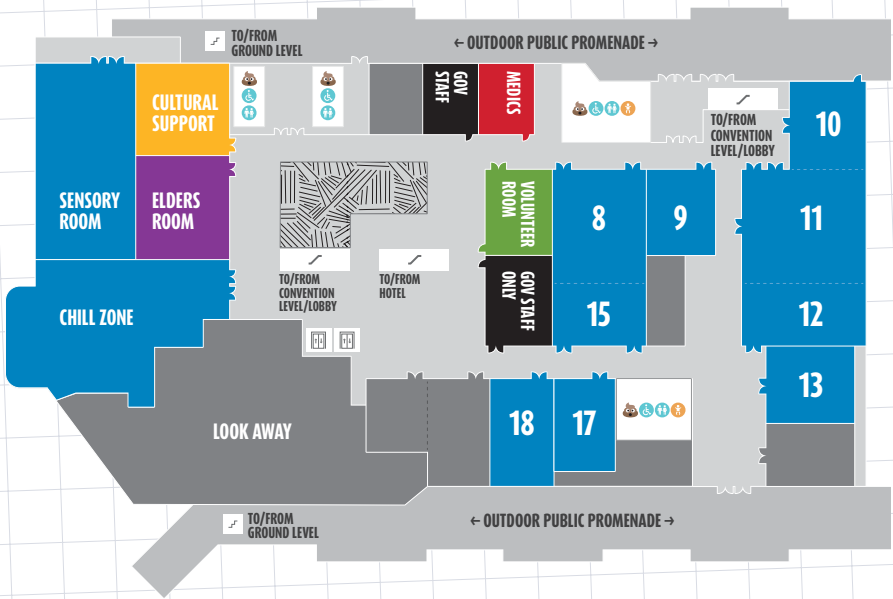 TO/FROM
GROUND LEVEL
← OUTDOOR PUBLIC PROMENADE →
CULTURAL
SUPPORT
GOV
STAFF
MEDICS
TO/FROM
CONVENTION
LEVEL/LOBBY
10
SENSORY
ROOM
ELDERS
ROOM
VOLUNTEER
ROOM
8
9
11
TO/FROM
CONVENTION
LEVEL/LOBBY
TO/FROM
HOTEL
GOV STAFF
ONLY
15
12
CHILL ZONE
13
LOOK AWAY
18
17
TO/FROM
GROUND LEVEL
← OUTDOOR PUBLIC PROMENADE →